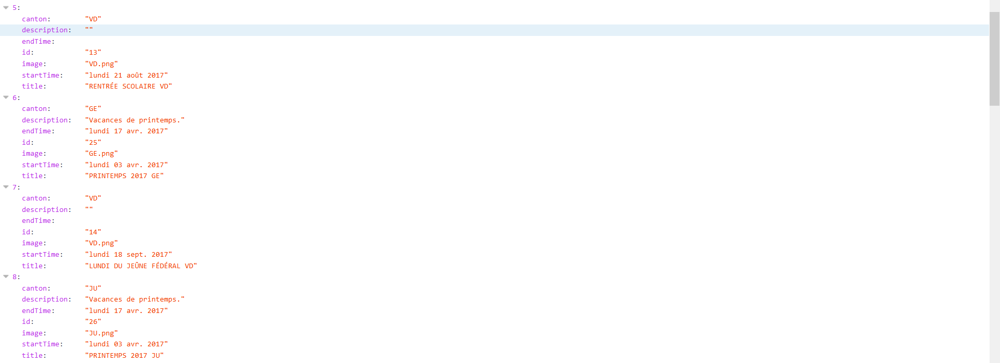 5:
canton: "VD"
description: ""
endTime:
id: "13"
image: "VD.png"
startTime: "lundi 21 août 2017"
title: "RENTRÉE SCOLAIRE VD"
6:
canton: "GE"
description: "Vacances de printemps."
endTime: "lundi 17 avr. 2017"
id: "25"
image: "GE.png"
startTime: "lundi 03 avr. 2017"
title: "PRINTEMPS 2017 GE"
7:
canton: "VD"
description: ""
endTime:
id: "14"
image: "VD.png"
startTime: "lundi 18 sept. 2017"
title: "LUNDI DU JEÛNE FÉDÉRAL VD"
8:
canton: "JU"
description: "Vacances de printemps."
endTime: "lundi 17 avr. 2017"
id: "26"
image: "JU.png"
startTime: "lundi 03 avr. 2017"
title: "PRINTEMPS 2017 JU"